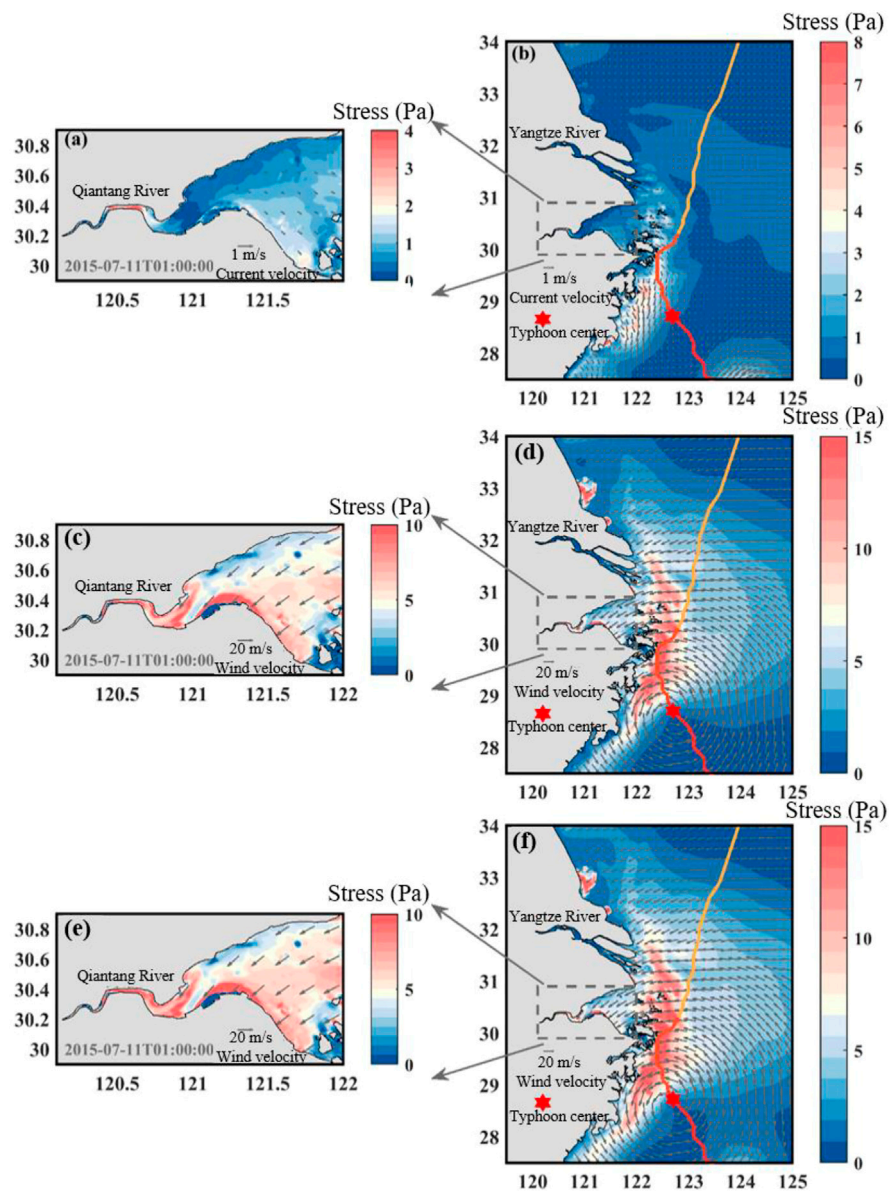 Stress (Pa)
34
(b)
8
33
7
Stress (Pa)
32
Yangtze River
6
30.8
(a)
4
5
30.6
Qiantang River
3
31
4
30.4
2
30
3
30.2
1 m/s
1
1 m/s
2
30
2015-07-11T01:00:00
Current velocity
0
29
Current velocity
120.5
121
121.5
28
Typhoon center
1
0
120
121
122
123
124
125
Stress (Pa)
34
(d)
15
33
Stress (Pa)
32
Yangtze River
10
30.8
(c)
10
30.6
Qiantang River
31
30.4
5
30
5
30.2
20 m/s
20 m/s
30
2015-07-11T01:00:00
Wind velocity
0
29
Wind velocity
120.5
121
121.5
122
28
Typhoon center
0
120
121
122
123
124
125
Stress (Pa)
34
(f)
15
33
Stress (Pa)
32
Yangtze River
10
30.8
(e)
10
30.6
Qiantang River
31
30.4
5
30
5
30.2
20 m/s
20 m/s
30
2015-07-11T01:00:00
Wind velocity
0
29
Wind velocity
120.5
121
121.5
122
28
Typhoon center
0
120
121
122
123
124
125